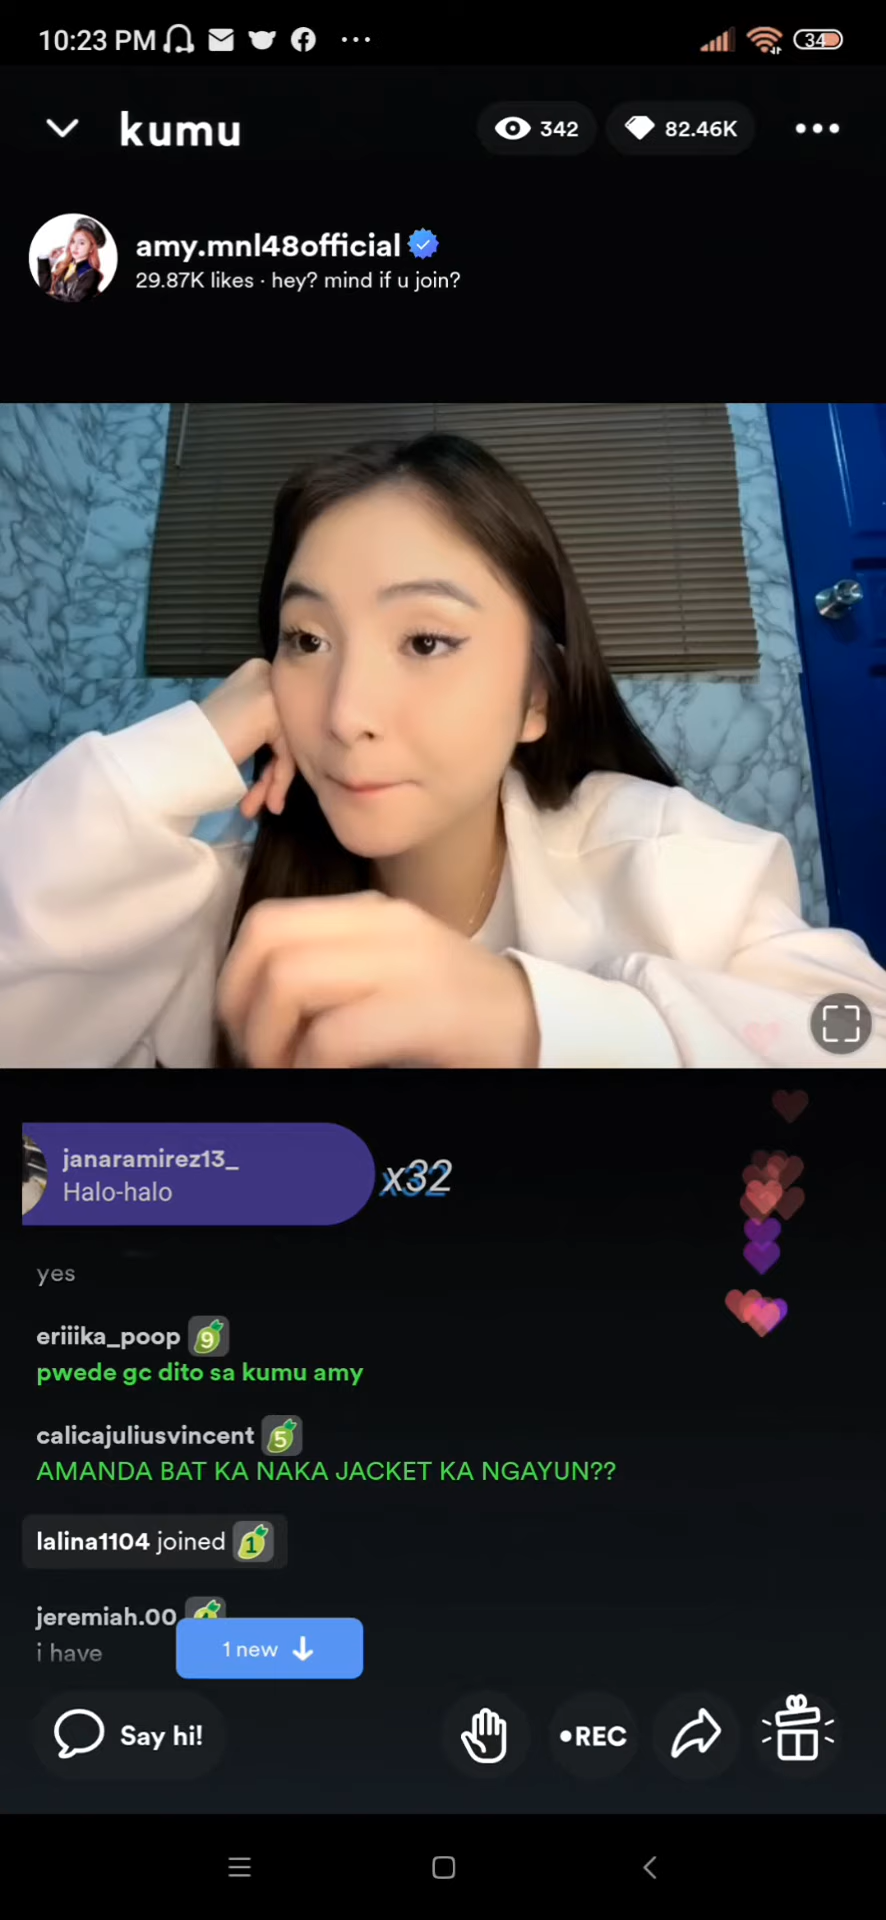 10:23 PM
34
kumu
342
82.46K
amy.mnl48official
29.87K likes · hey? mind if u join?
janaramirez13_
Halo-halo
x32
yes
eriiika_poop 9
pwede gc dito sa kumu amy
calicajuliusvincent 5
AMANDA BAT KA NAKA JACKET KA NGAYUN??
lalina1104 joined 1
jeremiah.00
i have
1 new
Say hi!
•REC